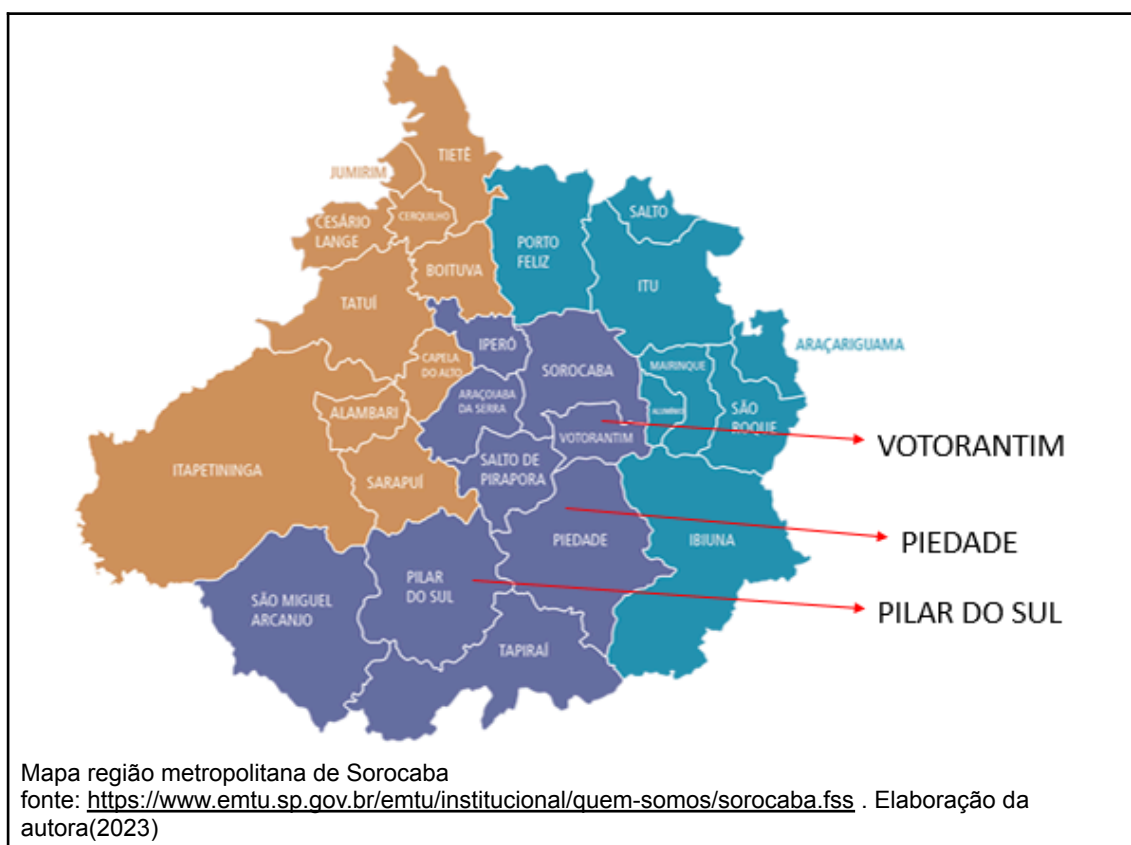 TIETÊ
JUMIRIM
CESÁRIO
LANGE
CERQUILHO
PORTO
FELIZ
SALTO
BOITUVA
ITU
TATUÍ
IPERÓ
CAPELA
DO ALTO
SOROCABA
MAIRINQUE
ARAÇARIGUAMA
ARAÇOIABA
DA SERRA
ALAMBARI
ALUMÍNIO
SÃO
ROQUE
VOTORANTIM
VOTORANTIM
ITAPETININGA
SARAPUÍ
SALTO DE
PIRAPORA
PIEDADE
IBIUNA
PIEDADE
SÃO MIGUEL
ARCANJO
PILAR
DO SUL
PILAR DO SUL
TAPIRAÍ
Mapa região metropolitana de Sorocaba
fonte: https://www.emtu.sp.gov.br/emtu/institucional/quem-somos/sorocaba.fss . Elaboração da
autora(2023)